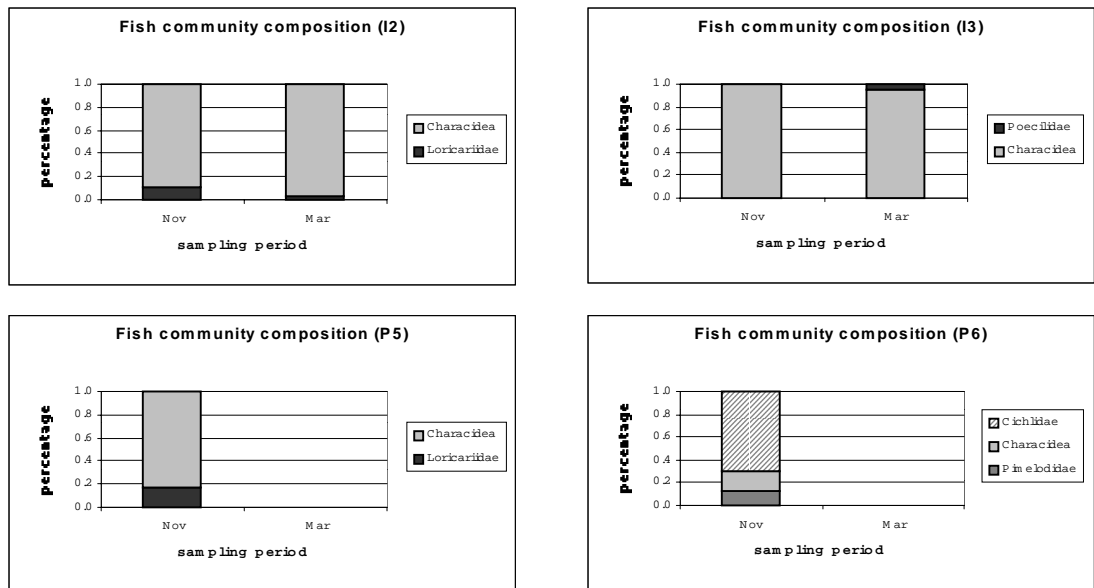 Fish community composition (I2)
percentage
1.0
0.8
0.6
0.4
0.2
0.0
Nov
Mar
sampling period
Characidea
Loricariidae
Fish community composition (I3)
percentage
1.0
0.8
0.6
0.4
0.2
0.0
Nov
Mar
sampling period
Poecilidae
Characidea
Fish community composition (P5)
percentage
1.0
0.8
0.6
0.4
0.2
0.0
Nov
Mar
sampling period
Characidea
Loricariidae
Fish community composition (P6)
percentage
1.0
0.8
0.6
0.4
0.2
0.0
Nov
Mar
sampling period
Cichlidae
Characidea
Pimelodidae